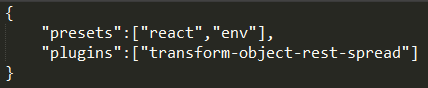 {
    "presets":["react","env"],
    "plugins":["transform-object-rest-spread"]
}